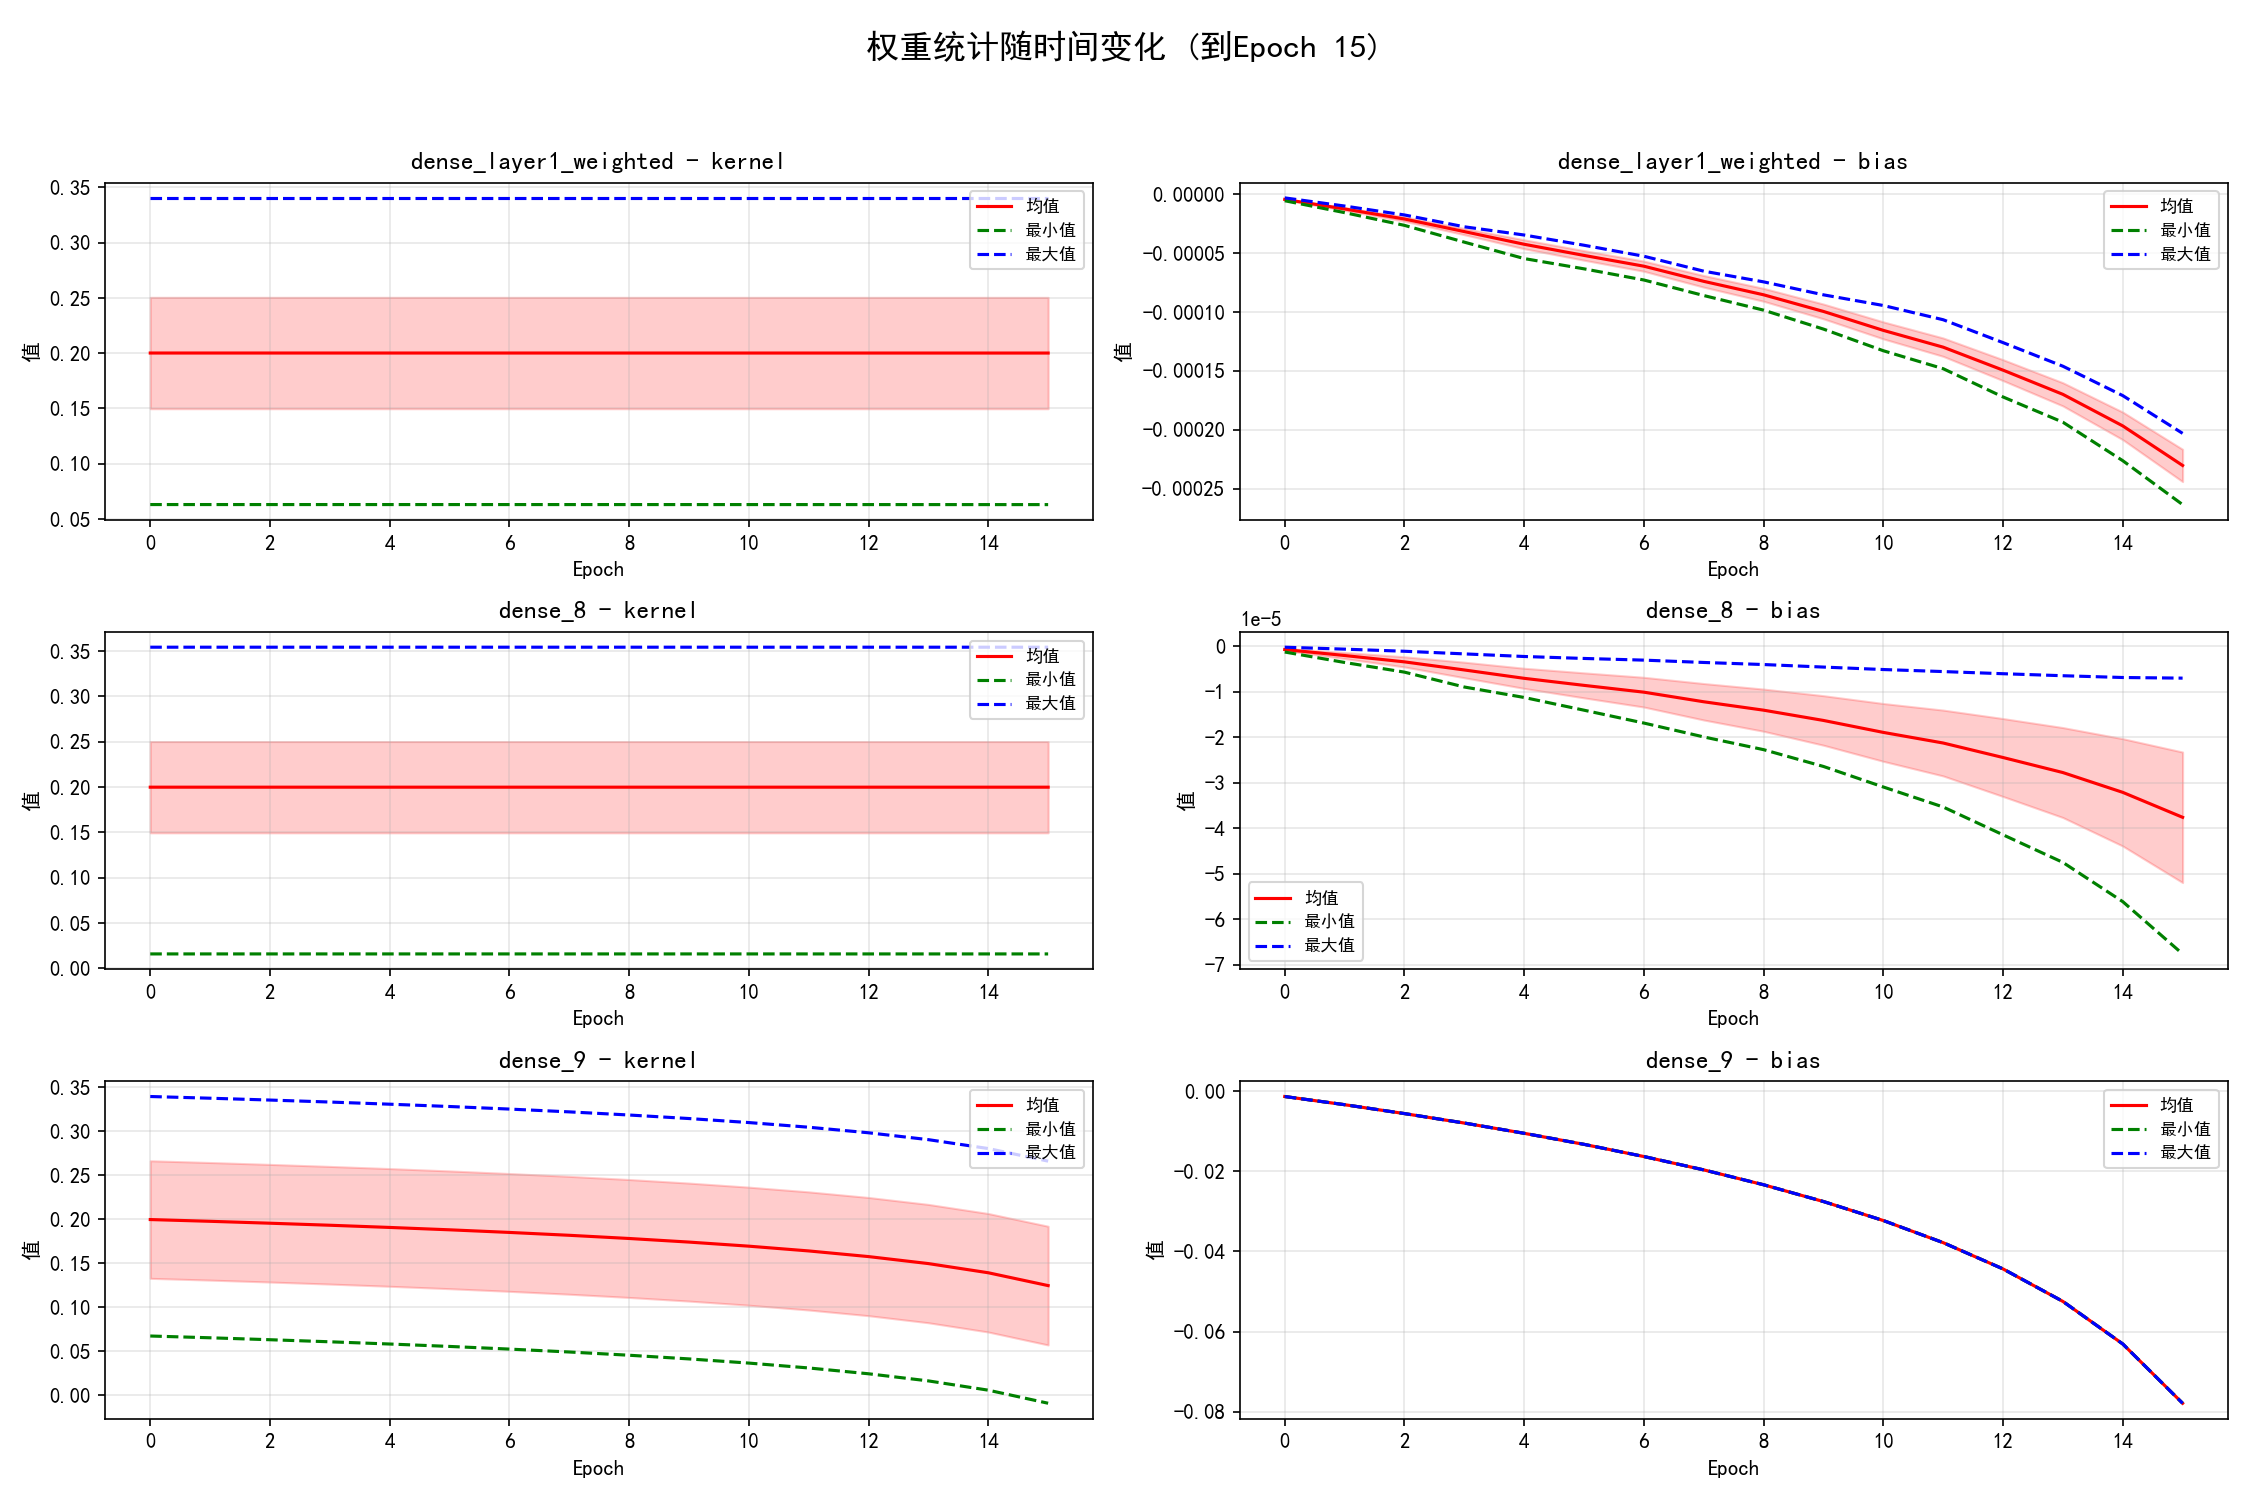 权重统计随时间变化 (到Epoch 15)
dense_layer1_weighted - kernel
0.35
0.30
0.25
0.20
0.15
0.10
0.05
值
均值
最小值
最大值
0 2 4 6 8 10 12 14
Epoch
dense_layer1_weighted - bias
0.00000
-0.00005
-0.00010
-0.00015
-0.00020
-0.00025
值
均值
最小值
最大值
0 2 4 6 8 10 12 14
Epoch
dense_8 - kernel
0.35
0.30
0.25
0.20
0.15
0.10
0.05
0.00
值
均值
最小值
最大值
0 2 4 6 8 10 12 14
Epoch
dense_8 - bias
1e-5
0
-1
-2
-3
-4
-5
-6
-7
值
均值
最小值
最大值
0 2 4 6 8 10 12 14
Epoch
dense_9 - kernel
0.35
0.30
0.25
0.20
0.15
0.10
0.05
0.00
值
均值
最小值
最大值
0 2 4 6 8 10 12 14
Epoch
dense_9 - bias
0.00
-0.02
-0.04
-0.06
-0.08
值
均值
最小值
最大值
0 2 4 6 8 10 12 14
Epoch